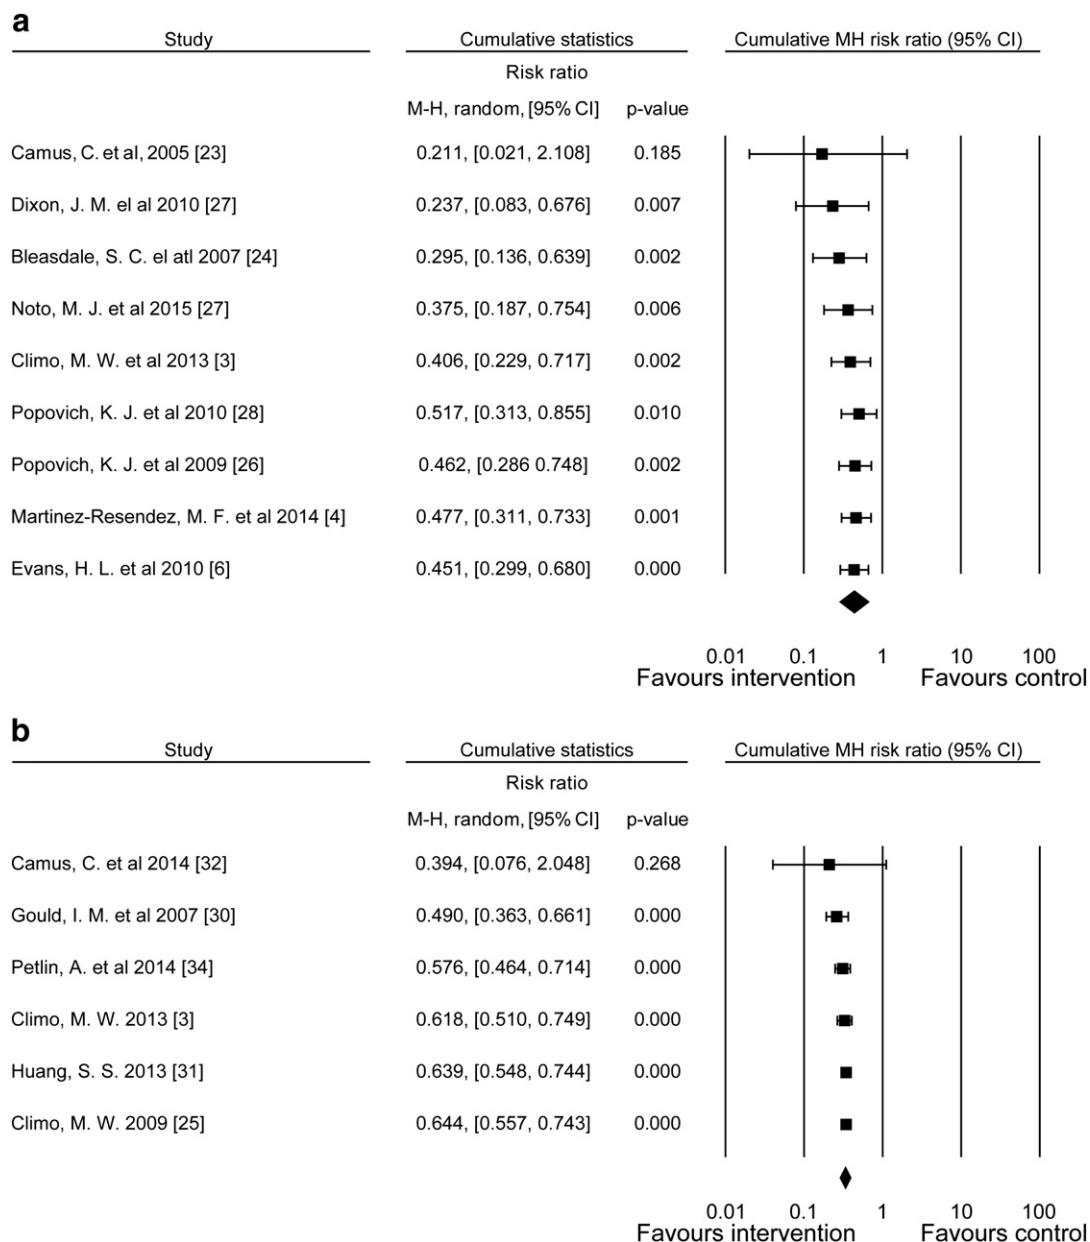 a
Study Cumulative statistics Cumulative MH risk ratio (95% CI)
Risk ratio
M-H, random, [95% CI] p-value
Camus, C. et al, 2005 [23] 0.211, [0.021, 2.108] 0.185
Dixon, J. M. el al 2010 [27] 0.237, [0.083, 0.676] 0.007
Bleasdale, S. C. el atl 2007 [24] 0.295, [0.136, 0.639] 0.002
Noto, M. J. et al 2015 [27] 0.375, [0.187, 0.754] 0.006
Climo, M. W. et al 2013 [3] 0.406, [0.229, 0.717] 0.002
Popovich, K. J. et al 2010 [28] 0.517, [0.313, 0.855] 0.010
Popovich, K. J. et al 2009 [26] 0.462, [0.286 0.748] 0.002
Martinez-Resendez, M. F. et al 2014 [4] 0.477, [0.311, 0.733] 0.001
Evans, H. L. et al 2010 [6] 0.451, [0.299, 0.680] 0.000
0.01 0.1 1 10 100
Favours intervention Favours control
b
Study Cumulative statistics Cumulative MH risk ratio (95% CI)
Risk ratio
M-H, random, [95% CI] p-value
Camus, C. et al 2014 [32] 0.394, [0.076, 2.048] 0.268
Gould, I. M. et al 2007 [30] 0.490, [0.363, 0.661] 0.000
Petlin, A. et al 2014 [34] 0.576, [0.464, 0.714] 0.000
Climo, M. W. 2013 [3] 0.618, [0.510, 0.749] 0.000
Huang, S. S. 2013 [31] 0.639, [0.548, 0.744] 0.000
Climo, M. W. 2009 [25] 0.644, [0.557, 0.743] 0.000
0.01 0.1 1 10 100
Favours intervention Favours control